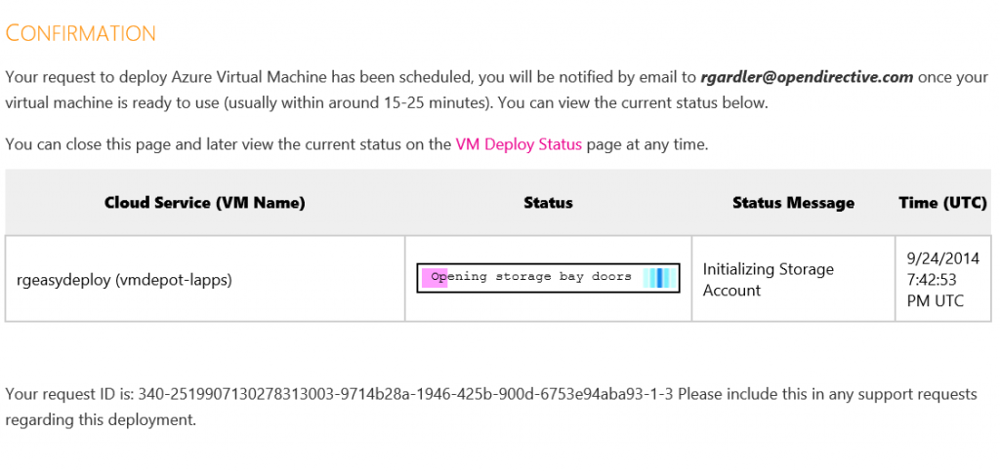 CONFIRMATION
Your request to deploy Azure Virtual Machine has been scheduled, you will be notified by email to rgardler@opendirective.com once your
virtual machine is ready to use (usually within around 15-25 minutes). You can view the current status below.
You can close this page and later view the current status on the VM Deploy Status page at any time.
Cloud Service (VM Name) Status Status Message Time (UTC)
rgeasydeploy (vmdepot-lapps)
Opening storage bay doors
Initializing Storage
Account
9/24/2014
7:42:53
PM UTC
Your request ID is: 340-2519907130278313003-9714b28a-1946-425b-900d-6753e94aba93-1-3 Please include this in any support requests
regarding this deployment.